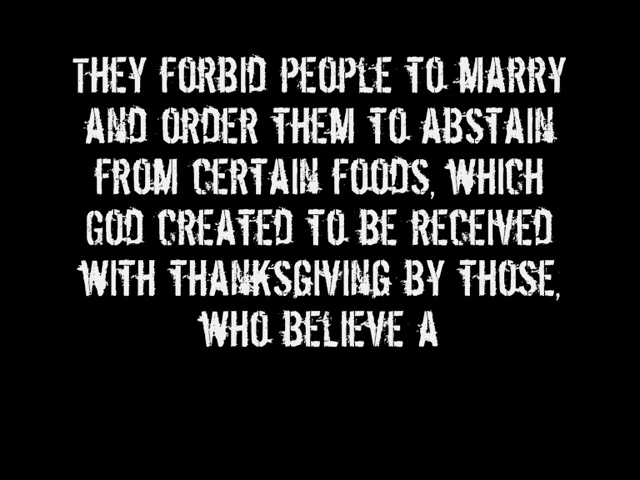 THEY FORBID PEOPLE TO MARRY
AND ORDER THEM TO ABSTAIN
FROM CERTAIN FOODS, WHICH
GOD CREATED TO BE RECEIVED
WITH THANKSGIVING BY THOSE,
WHO BELIEVE A